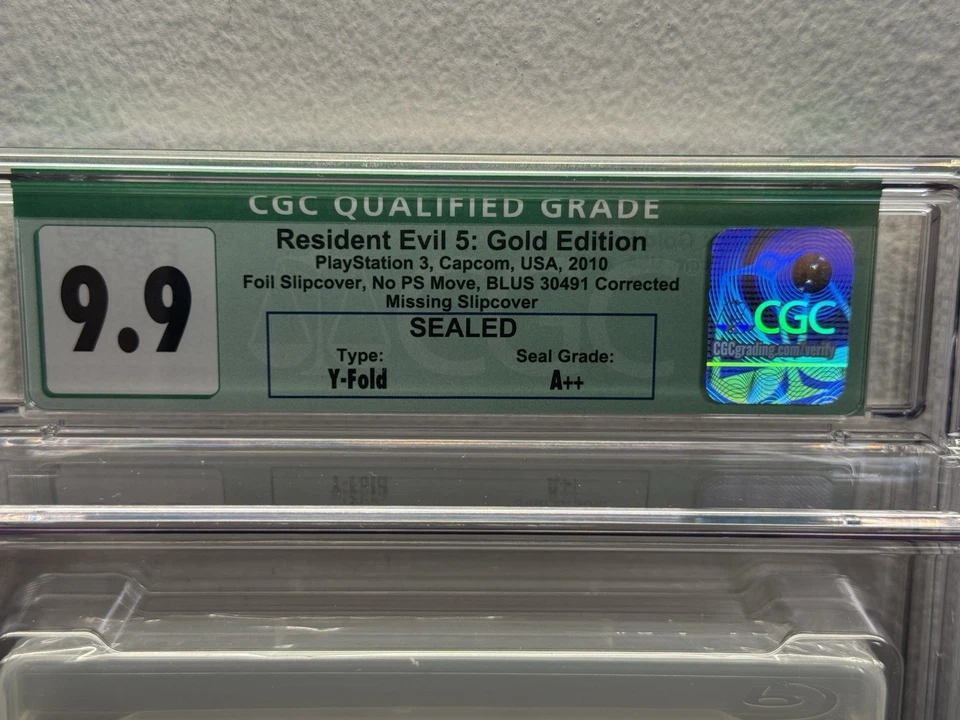 CGC QUALIFIED GRADE
9.9
Resident Evil 5: Gold Edition
PlayStation 3, Capcom, USA, 2010
Foil Slipcover, No PS Move, BLUS 30491 Corrected
Missing Slipcover
SEALED
Type: Seal Grade:
Y-Fold A++
CGC
CGCgrading.com/verify